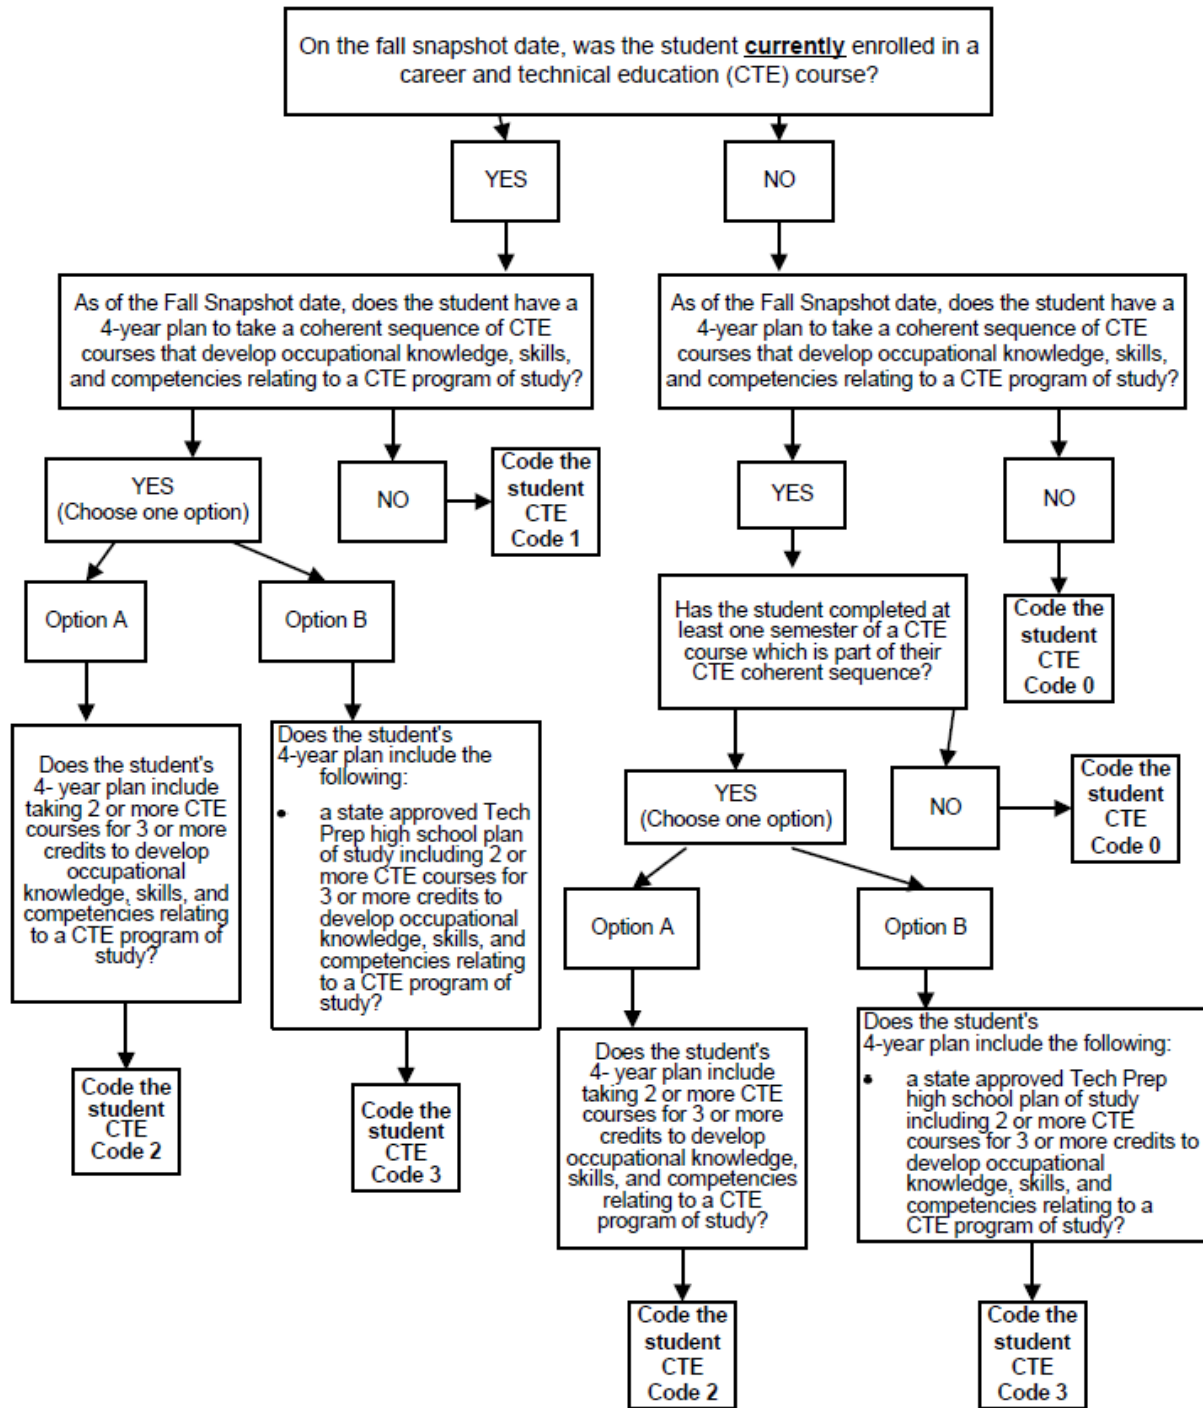 On the fall snapshot date, was the student currently enrolled in a
career and technical education (CTE) course?
YES
NO
As of the Fall Snapshot date, does the student have a
4-year plan to take a coherent sequence of CTE
courses that develop occupational knowledge, skills,
and competencies relating to a CTE program of study?
As of the Fall Snapshot date, does the student have a
4-year plan to take a coherent sequence of CTE
courses that develop occupational knowledge, skills,
and competencies relating to a CTE program of study?
YES
(Choose one option)
NO
Code the
student
CTE
Code 1
YES
NO
Option A
Option B
Has the student completed at
least one semester of a CTE
course which is part of their
CTE coherent sequence?
Code the
student
CTE
Code 0
Does the student's
4- year plan include
taking 2 or more CTE
courses for 3 or more
credits to develop
occupational
knowledge, skills, and
competencies relating
to a CTE program of
study?
Does the student's
4-year plan include the
following:
• a state approved Tech
Prep high school plan
of study including 2 or
more CTE courses for
3 or more credits to
develop occupational
knowledge, skills, and
competencies relating
to a CTE program of
study?
YES
(Choose one option)
NO
Code the
student
CTE
Code 0
Option A
Option B
Code the
student
CTE
Code 2
Code the
student
CTE
Code 3
Does the student's
4- year plan include
taking 2 or more CTE
courses for 3 or more
credits to develop
occupational knowledge,
skills, and competencies
relating to a CTE
program of study?
Does the student's
4-year plan include the following:
• a state approved Tech Prep
high school plan of study
including 2 or more CTE
courses for 3 or more credits to
develop occupational
knowledge, skills, and
competencies relating to a
CTE program of study?
Code the
student
CTE
Code 2
Code the
student
CTE
Code 3